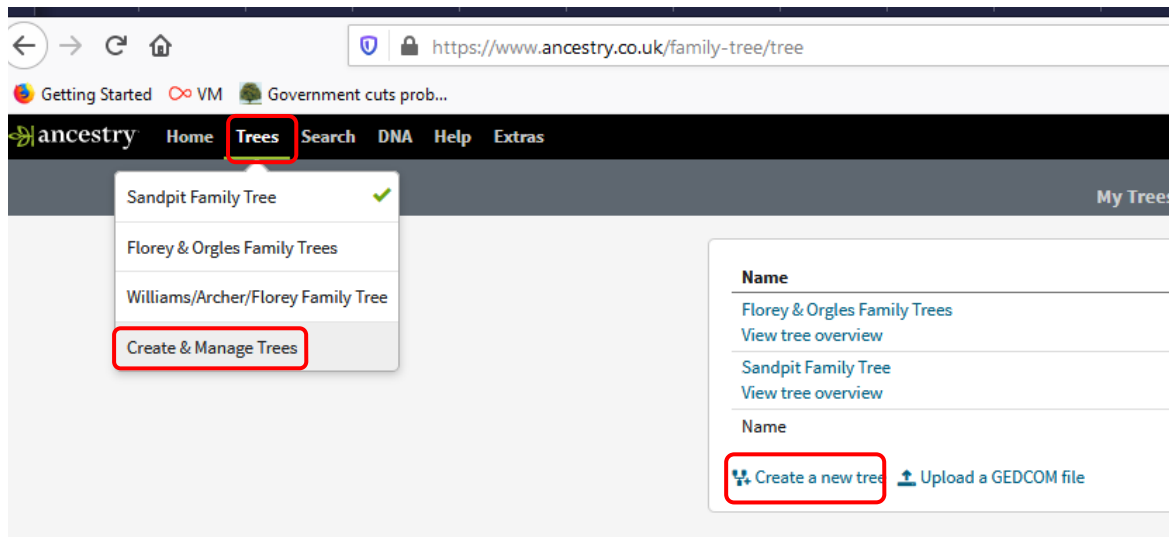 https://www.ancestry.co.uk/family-tree/tree
Getting Started VM Government cuts prob...
ancestry Home Trees Search DNA Help Extras
My Trees
Sandpit Family Tree
Florey & Orgles Family Trees
Williams/Archer/Florey Family Tree
Create & Manage Trees
Name
Florey & Orgles Family Trees
View tree overview
Sandpit Family Tree
View tree overview
Name
Create a new tree Upload a GEDCOM file